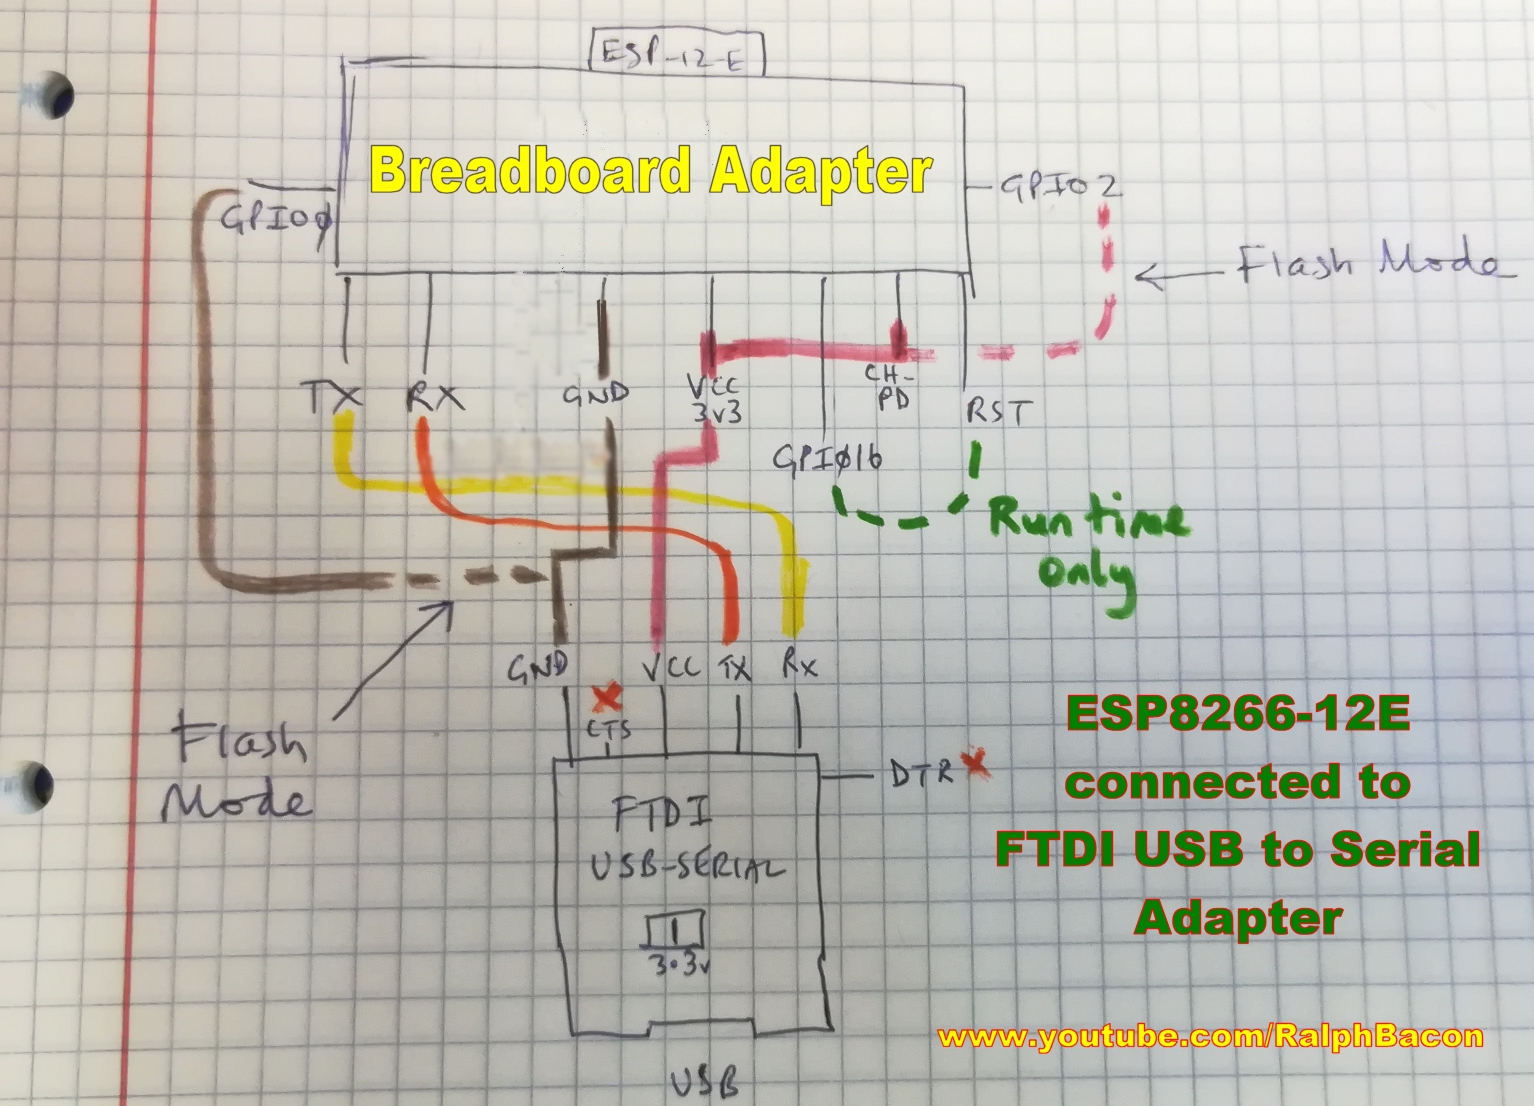 ESP-12-E
Breadboard Adapter
GPIO0
GPIO2
Flash Mode
TX
RX
GND
VCC
3v3
CH-
PD
RST
GPIO16
Run time
only
GND
VCC
TX
Rx
Flash
Mode
CTS
DTR
FTDI
USB-SERIAL
3.3v
USB
ESP8266-12E
connected to
FTDI USB to Serial
Adapter
www.youtube.com/RalphBacon